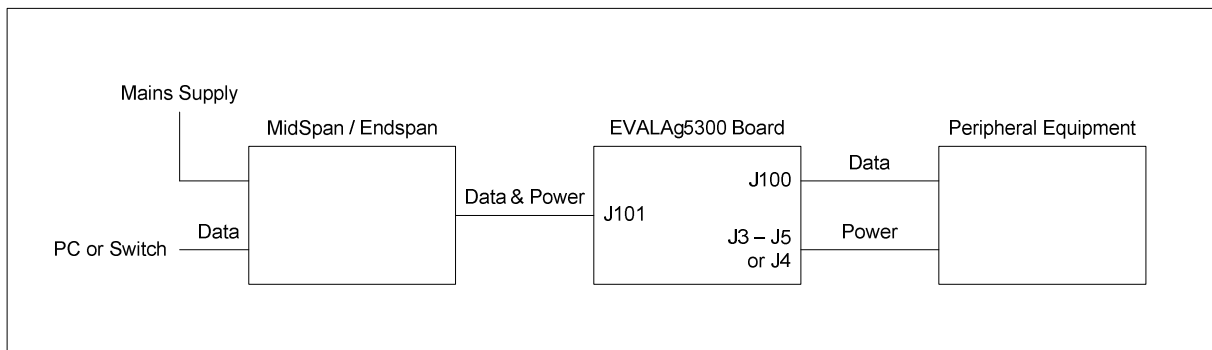 Mains Supply
MidSpan / Endspan
EVALAg5300 Board
Peripheral Equipment
J100
Data
Data & Power
J101
Data
PC or Switch
J3 – J5
or J4
Power